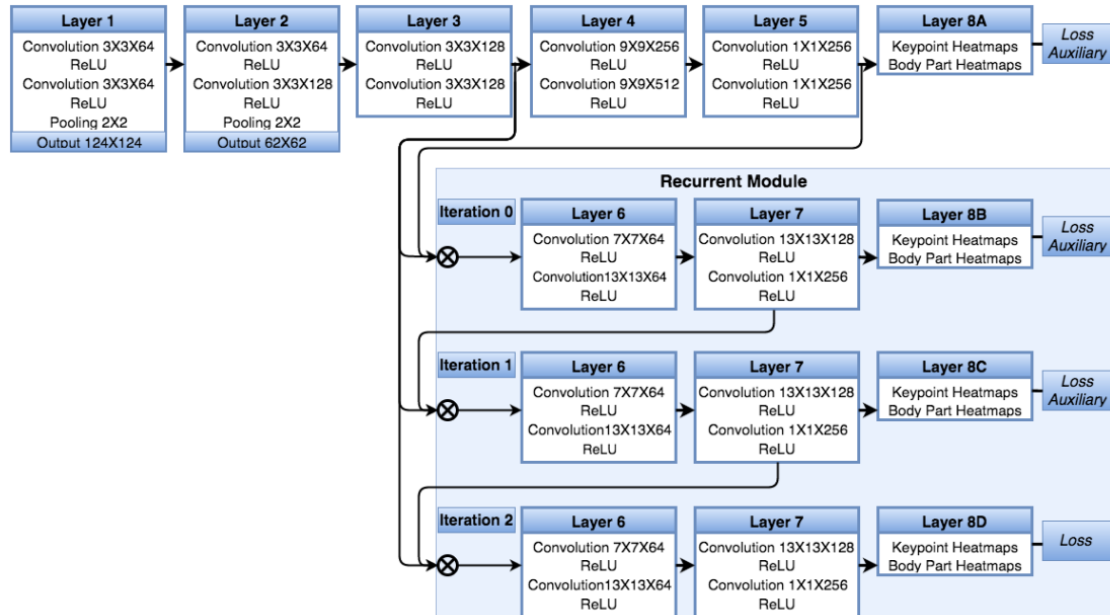 Layer 1
Convolution 3X3X64
ReLU
Convolution 3X3X64
ReLU
Pooling 2X2
Output 124X124
Layer 2
Convolution 3X3X64
ReLU
Convolution 3X3X128
ReLU
Pooling 2X2
Output 62X62
Layer 3
Convolution 3X3X128
ReLU
Convolution 3X3X128
ReLU
Layer 4
Convolution 9X9X256
ReLU
Convolution 9X9X512
ReLU
Layer 5
Convolution 1X1X256
ReLU
Convolution 1X1X256
ReLU
Layer 8A
Keypoint Heatmaps
Body Part Heatmaps
Loss
Auxiliary
Recurrent Module
Iteration 0
Layer 6
Convolution 7X7X64
ReLU
Convolution13X13X64
ReLU
Layer 7
Convolution 13X13X128
ReLU
Convolution 1X1X256
ReLU
Layer 8B
Keypoint Heatmaps
Body Part Heatmaps
Loss
Auxiliary
Iteration 1
Layer 6
Convolution 7X7X64
ReLU
Convolution13X13X64
ReLU
Layer 7
Convolution 13X13X128
ReLU
Convolution 1X1X256
ReLU
Layer 8C
Keypoint Heatmaps
Body Part Heatmaps
Loss
Auxiliary
Iteration 2
Layer 6
Convolution 7X7X64
ReLU
Convolution13X13X64
ReLU
Layer 7
Convolution 13X13X128
ReLU
Convolution 1X1X256
ReLU
Layer 8D
Keypoint Heatmaps
Body Part Heatmaps
Loss